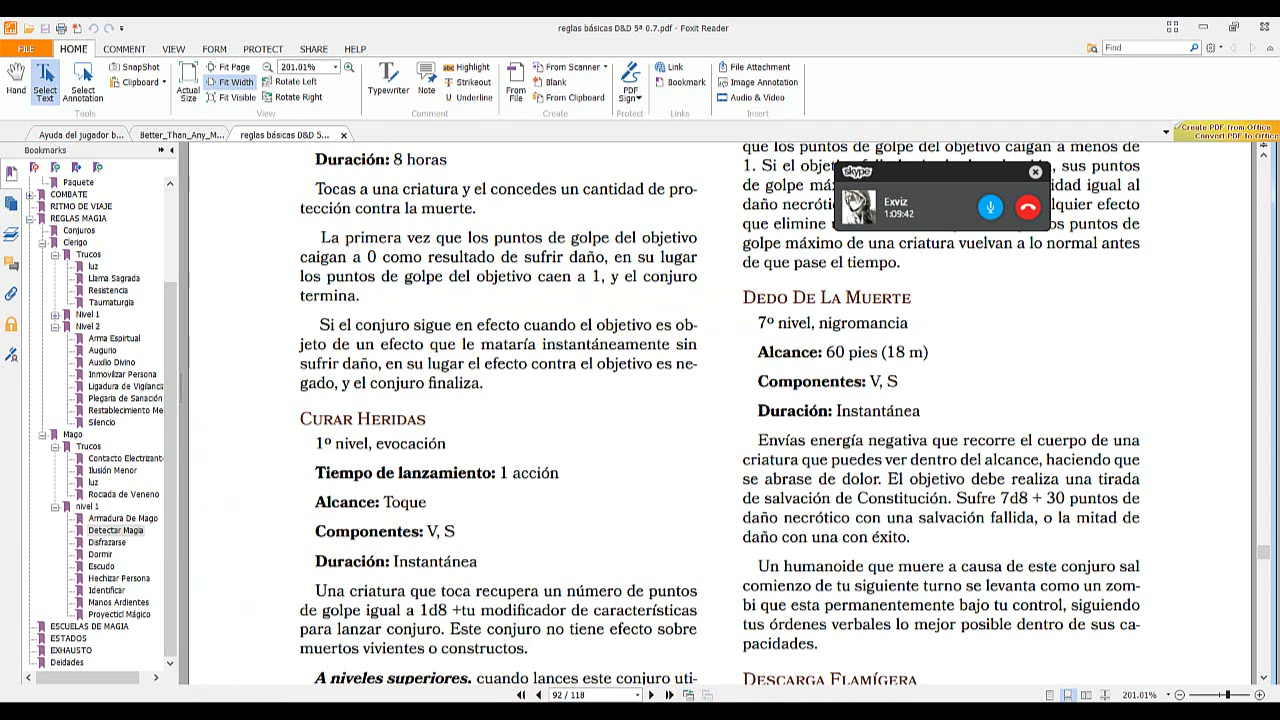 reglas básicas D&D 5ª 0.7.pdf - Foxit Reader
FILE HOME COMMENT VIEW FORM PROTECT SHARE HELP
Find
Hand
Select Text
Select Annotation
SnapShot
Clipboard
Tools
Actual Size
Fit Page
Fit Width
Fit Visible
201.01%
Rotate Left
Rotate Right
View
Typewriter
Note
Highlight
Strikeout
Underline
Comment
From File
From Scanner
Blank
From Clipboard
Create
PDF Sign
Protect
Link
Bookmark
Links
File Attachment
Image Annotation
Audio & Video
Insert
Ayuda del jugador b...
Better_Than_Any_M...
reglas básicas D&D 5...
Create PDF from Office
Convert PDF to Office
Bookmarks
Paquete
COMBATE
RITMO DE VIAJE
REGLAS MAGIA
Conjuros
Clerigo
Trucos
luz
Llama Sagrada
Resistencia
Taumaturgia
Nivel 1
Nivel 2
Arma Espirtual
Augurio
Auxilio Divino
Inmovilzar Persona
Ligadura de Vigilancia
Plegaria de Sanación
Restablecimiento Me
Silencio
Mago
Trucos
Contacto Electrizant
Ilusión Menor
luz
Rociada de Veneno
nivel 1
Armadura De Mago
Detectar Magia
Disfrazarse
Dormir
Escudo
Hechizar Persona
Identificar
Manos Ardientes
Proyectil Mágico
ESCUELAS DE MAGIA
ESTADOS
EXHAUSTO
Deidades
Duración: 8 horas
Tocas a una criatura y el concedes un cantidad de pro-
tección contra la muerte.
La primera vez que los puntos de golpe del objetivo
caigan a 0 como resultado de sufrir daño, en su lugar
los puntos de golpe del objetivo caen a 1, y el conjuro
termina.
Si el conjuro sigue en efecto cuando el objetivo es ob-
jeto de un efecto que le mataría instantáneamente sin
sufrir daño, en su lugar el efecto contra el objetivo es ne-
gado, y el conjuro finaliza.
CURAR HERIDAS
1º nivel, evocación
Tiempo de lanzamiento: 1 acción
Alcance: Toque
Componentes: V, S
Duración: Instantánea
Una criatura que toca recupera un número de puntos
de golpe igual a 1d8 +tu modificador de características
para lanzar conjuro. Este conjuro no tiene efecto sobre
muertos vivientes o constructos.
A niveles superiores. cuando lances este conjuro uti-
que los puntos de golpe del objetivo caigan a menos de
1. Si el objet sus puntos
de golpe má idad igual al
daño necróti lquier efecto
que elimine os puntos de
golpe máximo de una criatura vuelvan a lo normal antes
de que pase el tiempo.
skype
Exviz
1:09:42
DEDO DE LA MUERTE
7º nivel, nigromancia
Alcance: 60 pies (18 m)
Componentes: V, S
Duración: Instantánea
Envías energía negativa que recorre el cuerpo de una
criatura que puedes ver dentro del alcance, haciendo que
se abrase de dolor. El objetivo debe realiza una tirada
de salvación de Constitución. Sufre 7d8 + 30 puntos de
daño necrótico con una salvación fallida, o la mitad de
daño con una con éxito.
Un humanoide que muere a causa de este conjuro sal
comienzo de tu siguiente turno se levanta como un zom-
bi que esta permanentemente bajo tu control, siguiendo
tus órdenes verbales lo mejor posible dentro de sus ca-
pacidades.
DESCARGA FLAMÍGERA
92 / 118
201.01%